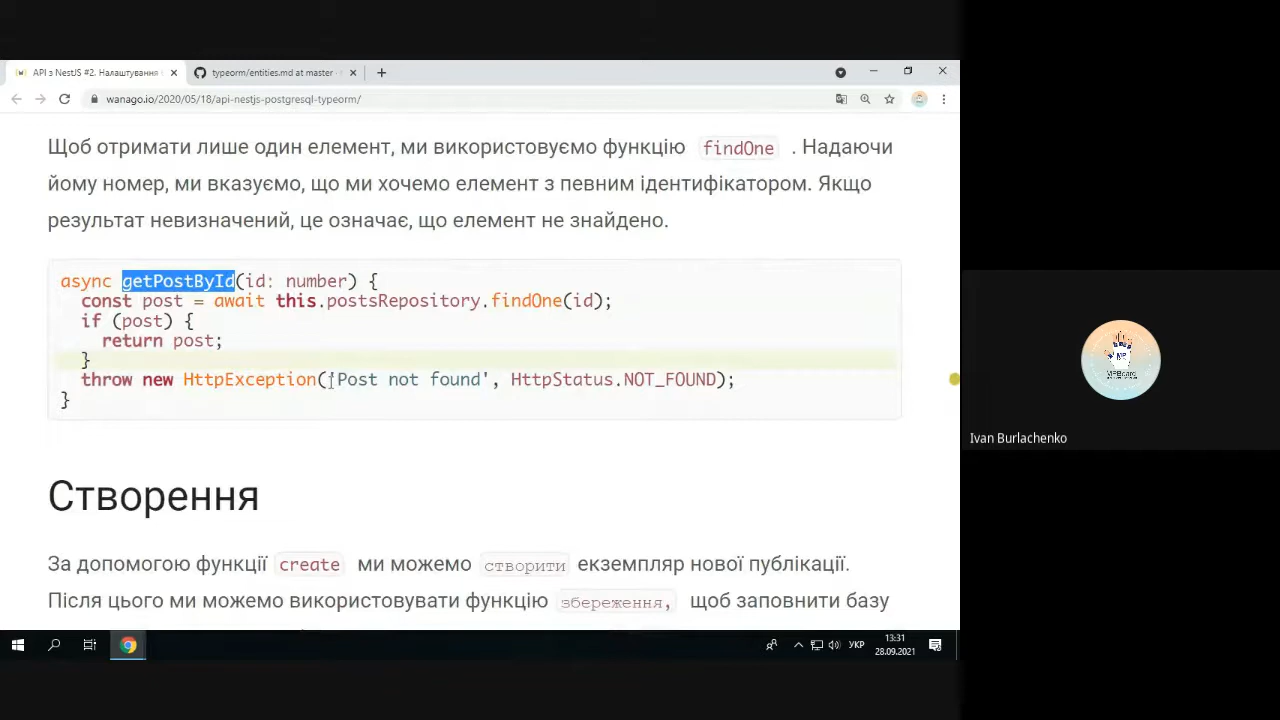 API з NestJS #2. Налаштування
typeorm/entities.md at master
wanago.io/2020/05/18/api-nestjs-postgresql-typeorm/
Щоб отримати лише один елемент, ми використовуємо функцію findOne . Надаючи
йому номер, ми вказуємо, що ми хочемо елемент з певним ідентифікатором. Якщо
результат невизначений, це означає, що елемент не знайдено.
async getPostById(id: number) {
const post = await this.postsRepository.findOne(id);
if (post) {
return post;
}
throw new HttpException('Post not found', HttpStatus.NOT_FOUND);
}
Створення
За допомогою функції create ми можемо створити екземпляр нової публікації.
Після цього ми можемо використовувати функцію збереження, щоб заповнити базу
Ivan Burlachenko
УКР
13:31
28.09.2021